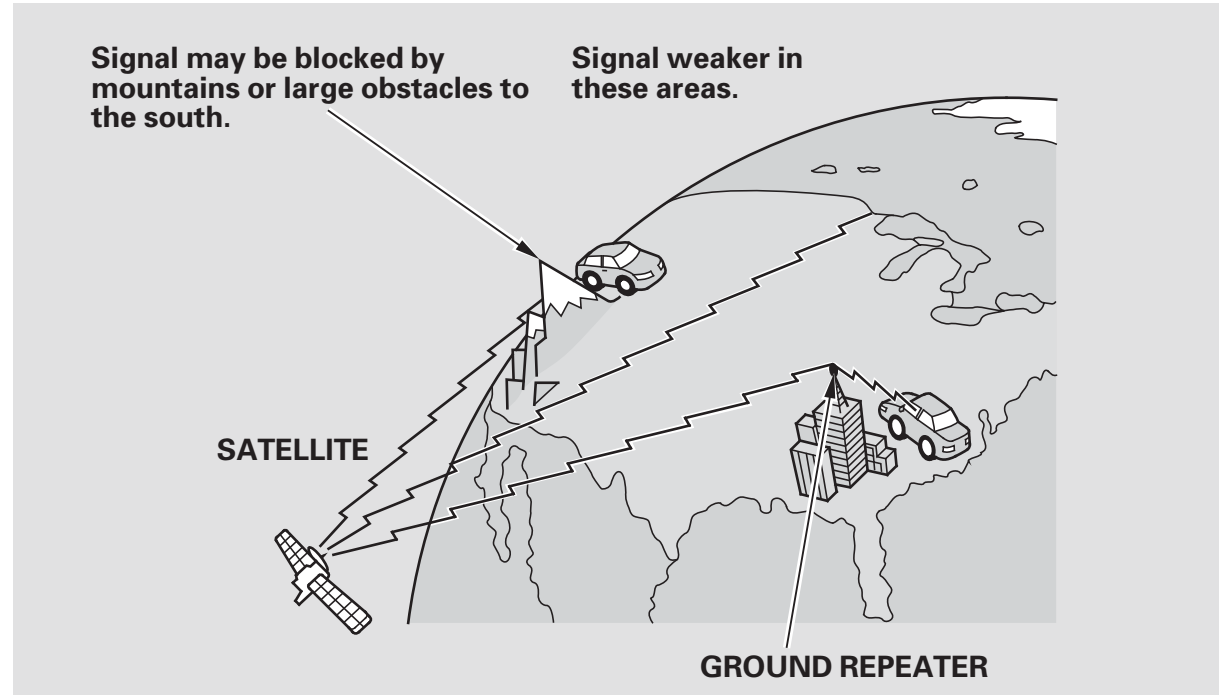 Signal may be blocked by
mountains or large obstacles to
the south.
Signal weaker in
these areas.
SATELLITE
GROUND REPEATER